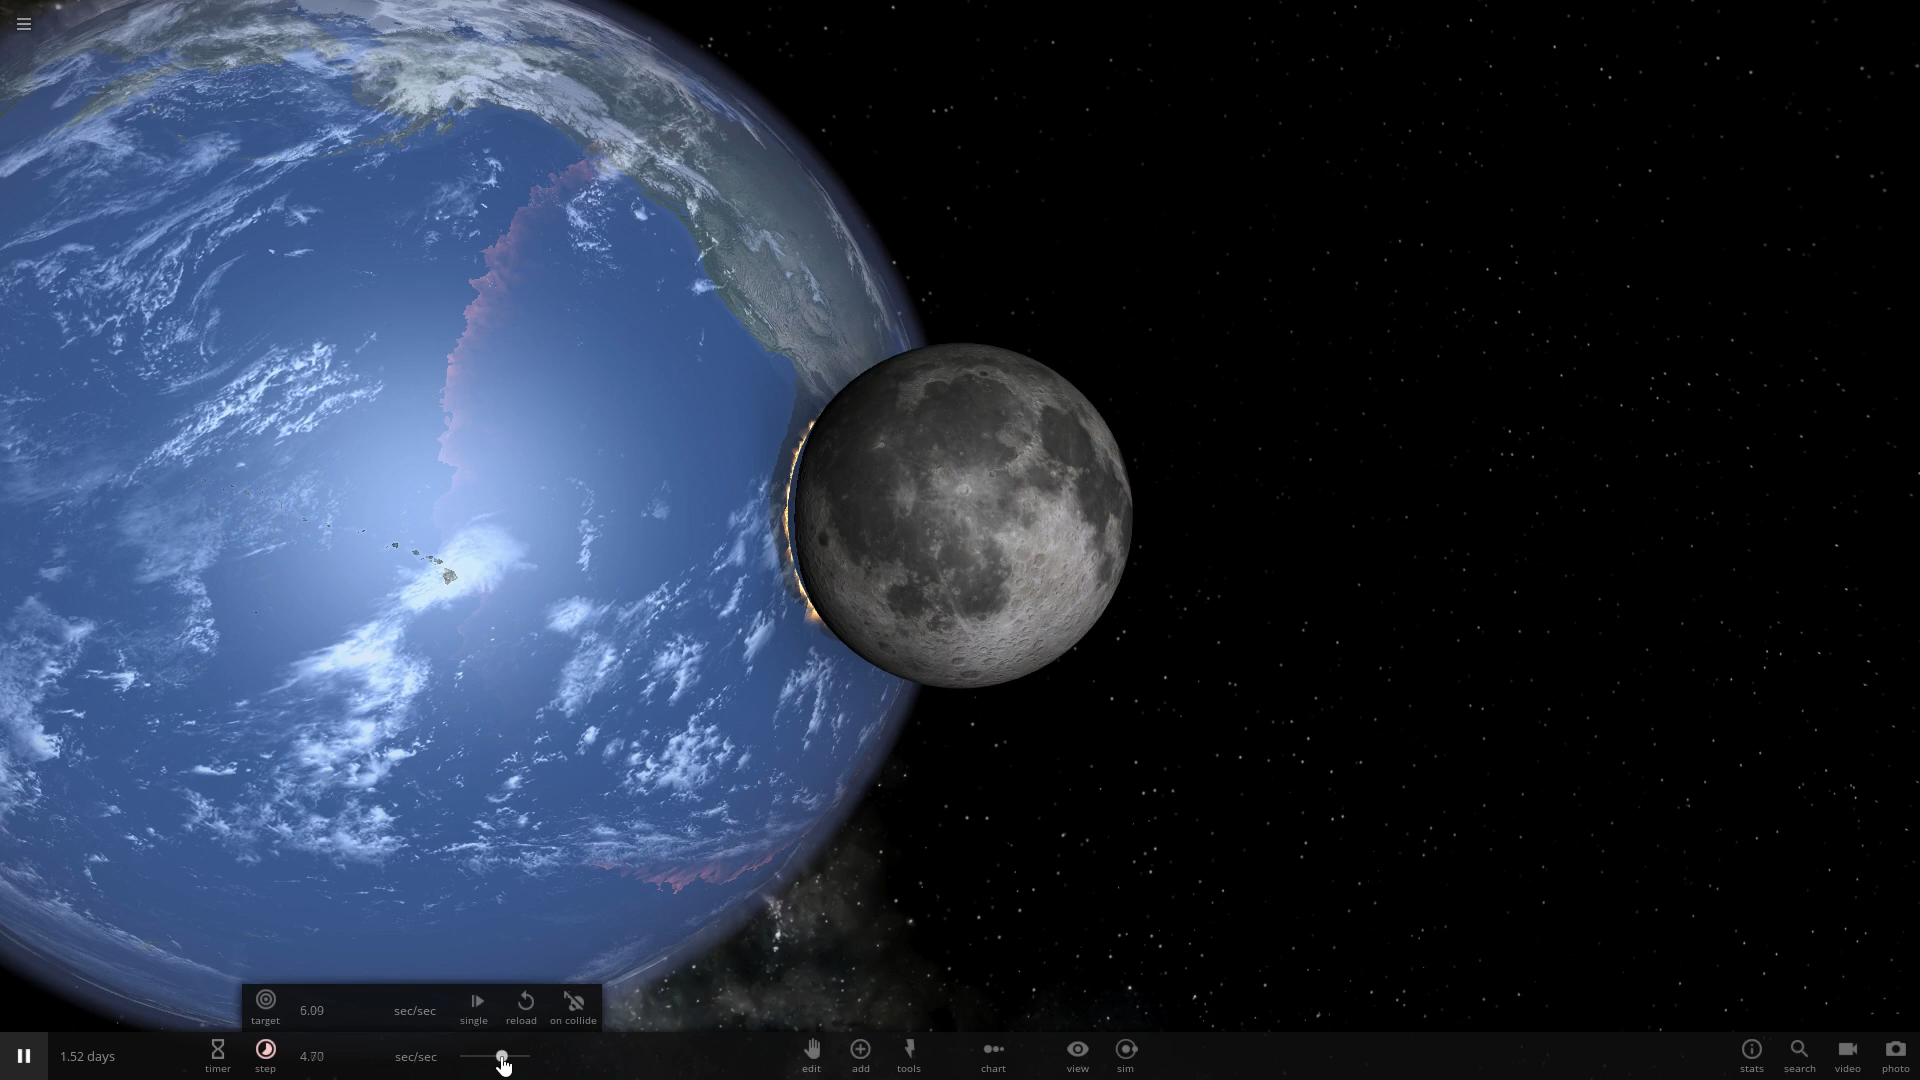 target 6.09 sec/sec single reload on collide
1.52 days timer step 4.70 sec/sec edit add tools chart view sim stats search video photo